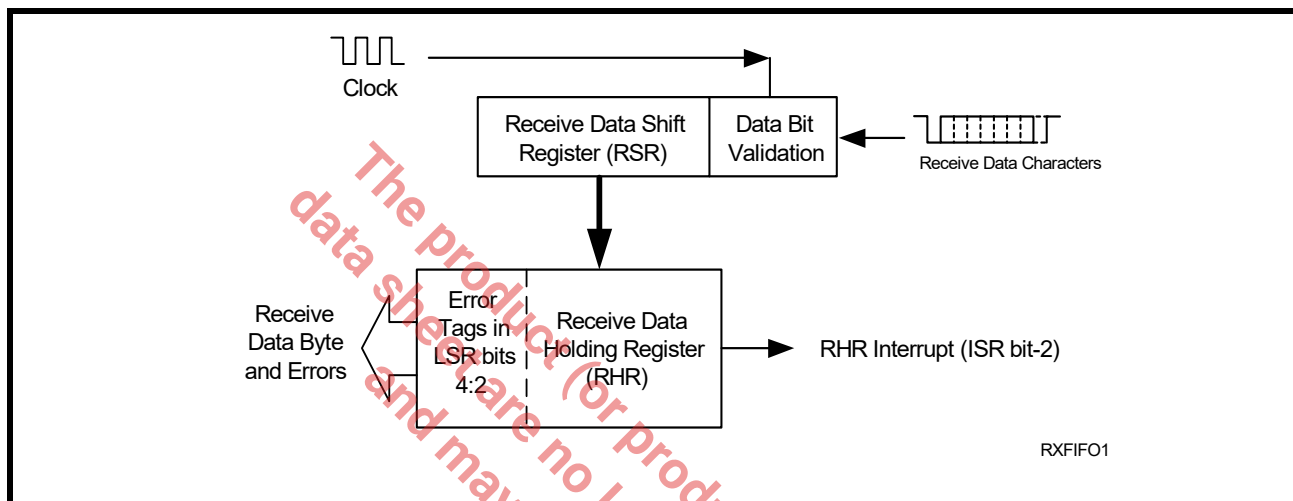 Clock
Receive Data Shift
Register (RSR)
Data Bit
Validation
Receive Data Characters
Receive
Data Byte
and Errors
Error
Tags in
LSR bits
4:2
Receive Data
Holding Register
(RHR)
RHR Interrupt (ISR bit-2)
RXFIFO1
The product (or produ
data sheet are no l
and may